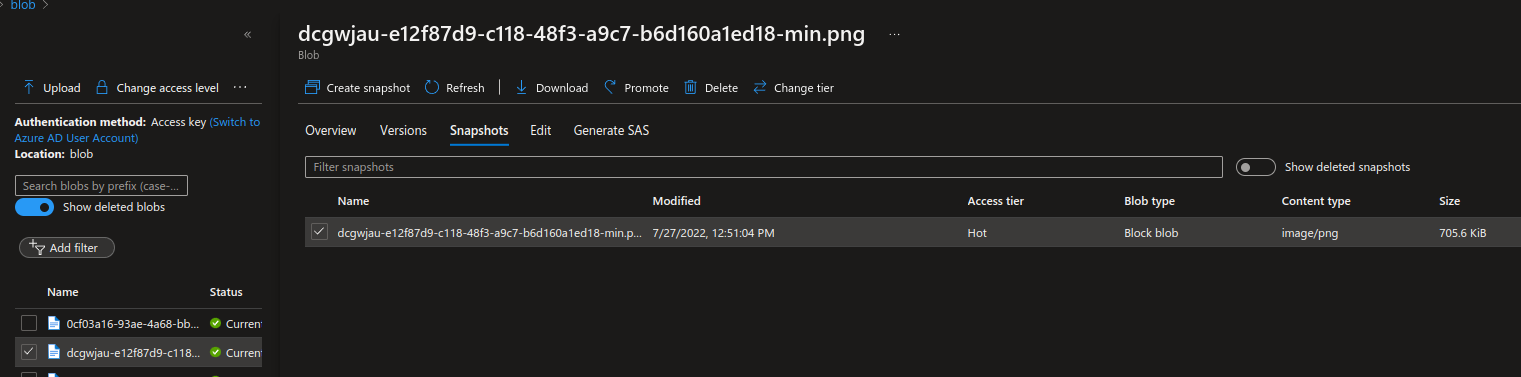 blob
«
Upload Change access level ...
Authentication method: Access key (Switch to
Azure AD User Account)
Location: blob
Search blobs by prefix (case-...
Show deleted blobs
Add filter
Name Status
0cf03a16-93ae-4a68-bb... Current
dcgwjau-e12f87d9-c118... Current
dcgwjau-e12f87d9-c118-48f3-a9c7-b6d160a1ed18-min.png ...
Blob
Create snapshot Refresh Download Promote Delete Change tier
Overview Versions Snapshots Edit Generate SAS
Filter snapshots Show deleted snapshots
Name Modified Access tier Blob type Content type Size
dcgwjau-e12f87d9-c118-48f3-a9c7-b6d160a1ed18-min.p... 7/27/2022, 12:51:04 PM Hot Block blob image/png 705.6 KiB